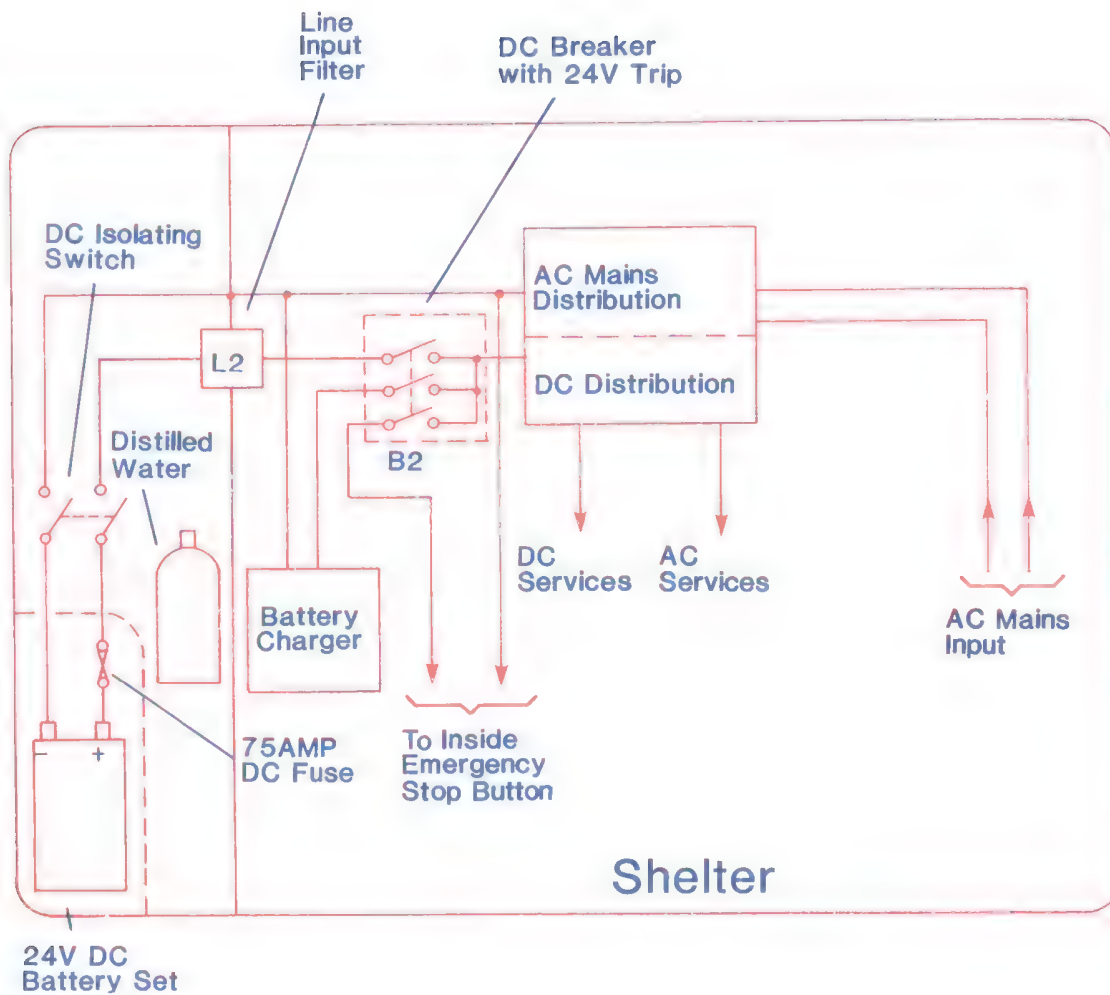 Line
Input
Filter
DC Breaker
with 24V Trip
DC Isolating
Switch
AC Mains
Distribution
L2
DC Distribution
Distilled
Water
B2
DC
Services
AC
Services
Battery
Charger
AC Mains
Input
- +
75AMP
DC Fuse
To Inside
Emergency
Stop Button
Shelter
24V DC
Battery Set